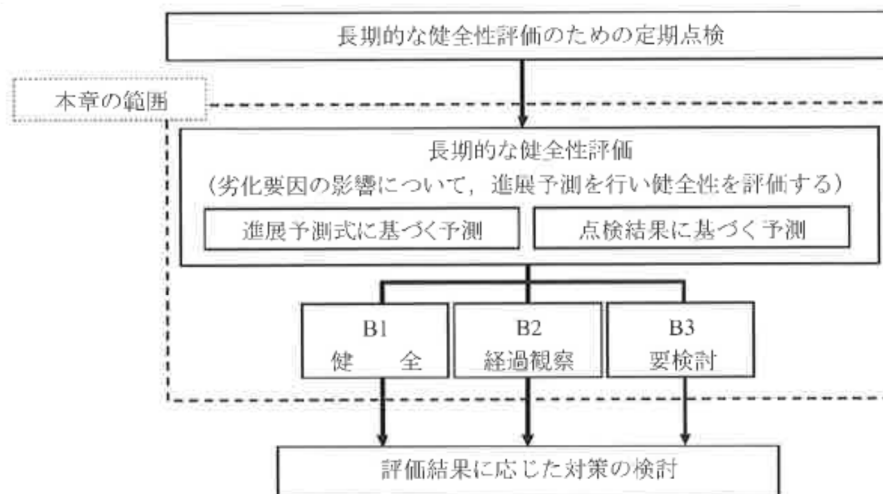 長期的な健全性評価のための定期点検
本章の範囲
長期的な健全性評価
(劣化要因の影響について，進展予測を行い健全性を評価する)
進展予測式に基づく予測
点検結果に基づく予測
B1
健　　全
B2
経過観察
B3
要検討
評価結果に応じた対策の検討